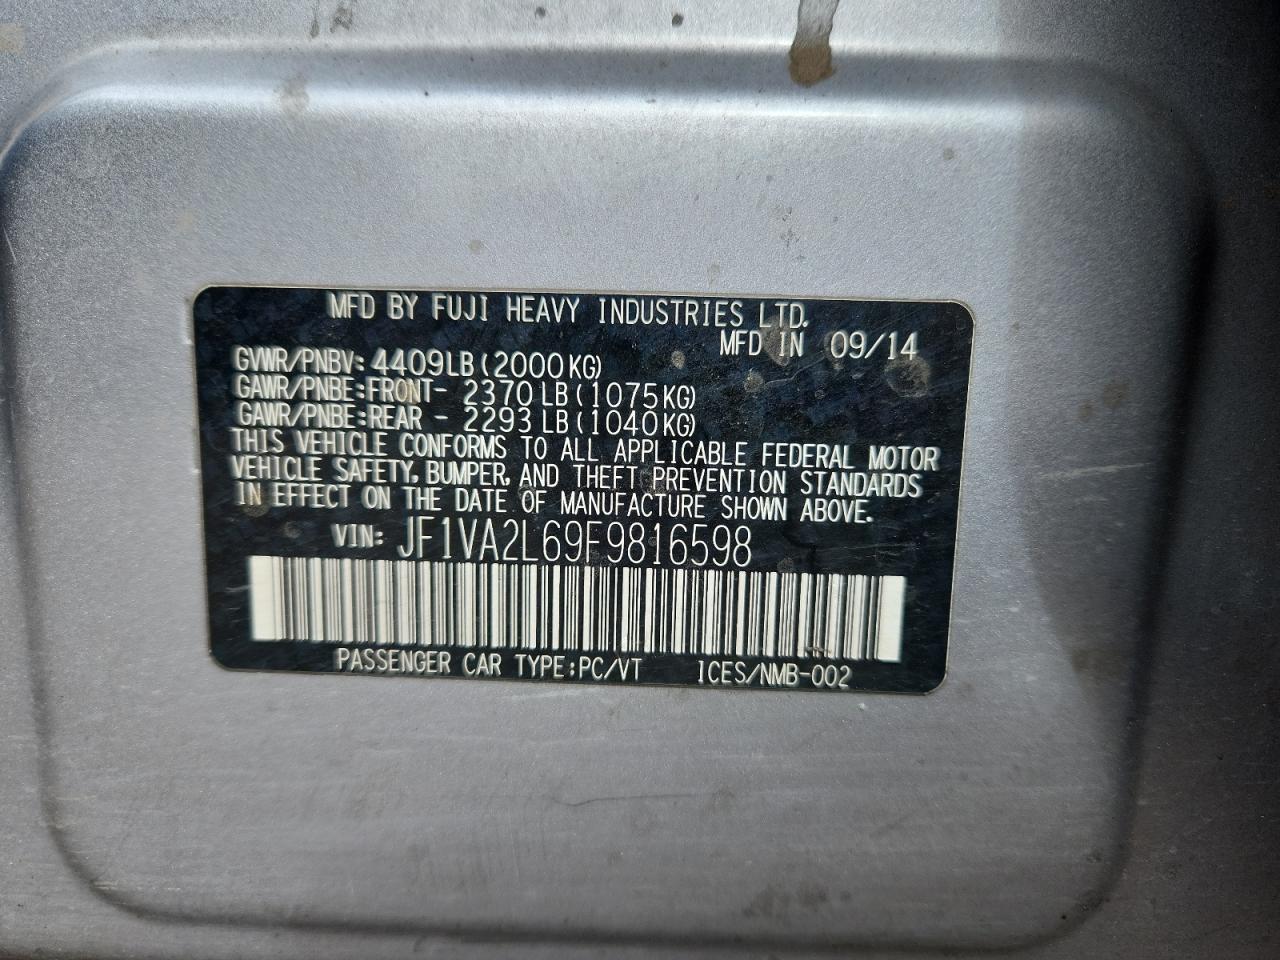 MFD BY FUJI HEAVY INDUSTRIES LTD.
MFD IN 09/14
GVWR/PNBV: 4409LB(2000KG)
GAWR/PNBE:FRONT- 2370LB(1075KG)
GAWR/PNBE:REAR - 2293LB(1040KG)
THIS VEHICLE CONFORMS TO ALL APPLICABLE FEDERAL MOTOR
VEHICLE SAFETY, BUMPER, AND THEFT PREVENTION STANDARDS
IN EFFECT ON THE DATE OF MANUFACTURE SHOWN ABOVE.
VIN: JF1VA2L69F9816598
PASSENGER CAR TYPE:PC/VT ICES/NMB-002